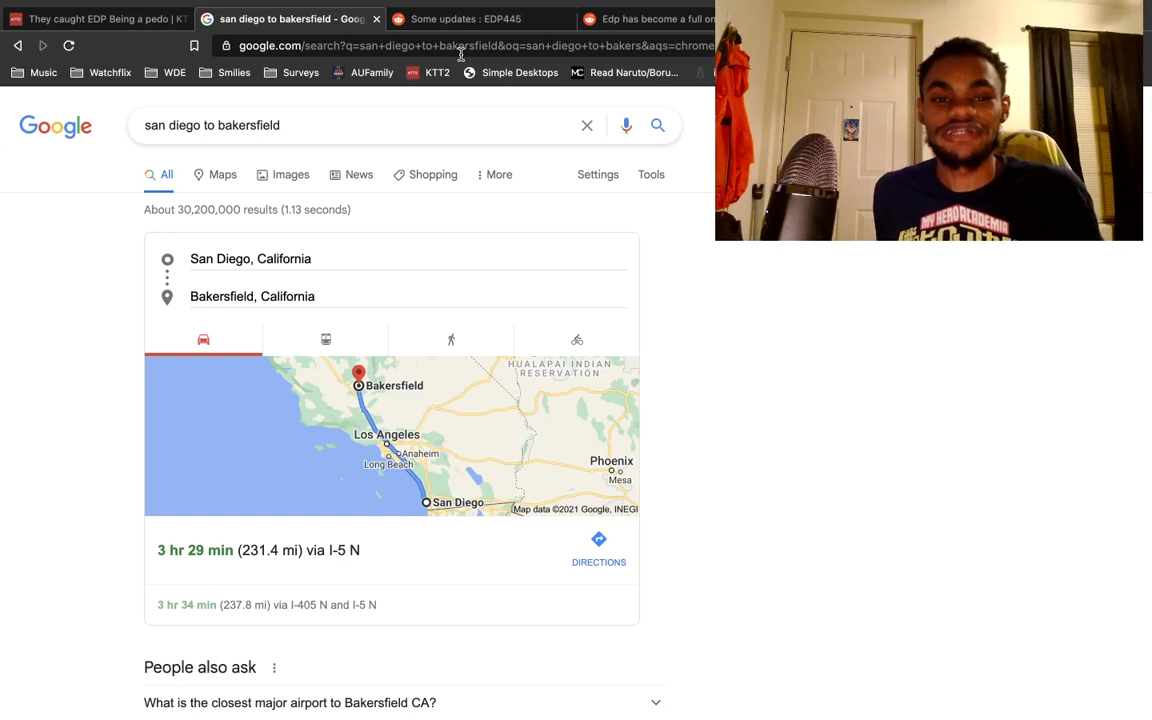 They caught EDP Being a pedo | KT
san diego to bakersfield - Goog
Some updates : EDP445
Edp has become a full on
google.com/search?q=san+diego+to+bakersfield&oq=san+diego+to+bakers&aqs=chrome
Music
Watchflix
WDE
Smilies
Surveys
AUFamily
KTT2
Simple Desktops
MC Read Naruto/Boru...
Google
san diego to bakersfield
All
Maps
Images
News
Shopping
More
Settings
Tools
About 30,200,000 results (1.13 seconds)
San Diego, California
Bakersfield, California
HUALAPAI INDIAN
RESERVATION
Bakersfield
Los Angeles
Anaheim
Long Beach
Phoenix
Mesa
San Diego
Map data ©2021 Google, INEGI
3 hr 29 min (231.4 mi) via I-5 N
DIRECTIONS
3 hr 34 min (237.8 mi) via I-405 N and I-5 N
People also ask
What is the closest major airport to Bakersfield CA?
MY HERO ACADEMIA